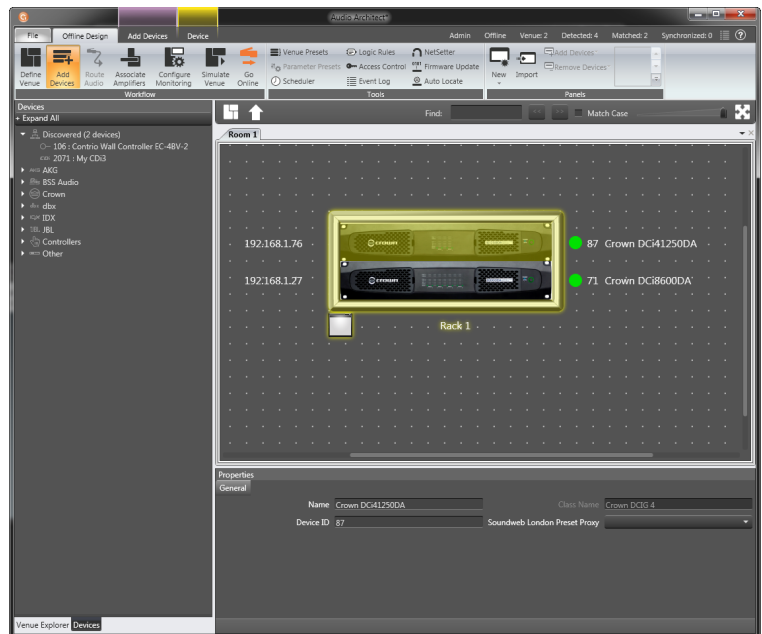 Audio Architect
File Offline Design Add Devices Device Admin Offline Venue: 2 Detected: 4 Matched: 2 Synchronized: 0
Define Venue
Add Devices
Route Audio
Associate Amplifiers
Configure Monitoring
Simulate Venue
Go Online
Workflow
Venue Presets Logic Rules NetSetter
Parameter Presets Access Control Firmware Update
Scheduler Event Log Auto Locate
Tools
New Import
Add Devices
Remove Devices
Panels
Devices
+ Expand All
Find: << >> Match Case
Room 1
Discovered (2 devices)
106 : Contrio Wall Controller EC-4BV-2
2071 : My CDi3
AKG
BSS Audio
Crown
dbx
IDX
JBL
Controllers
Other
192.168.1.76 crown 87 Crown DCi41250DA
192.168.1.27 crown 71 Crown DCi8600DA
Rack 1
Properties
General
Name Crown DCi41250DA Class Name Crown DCIG 4
Device ID 87 Soundweb London Preset Proxy
Venue Explorer Devices